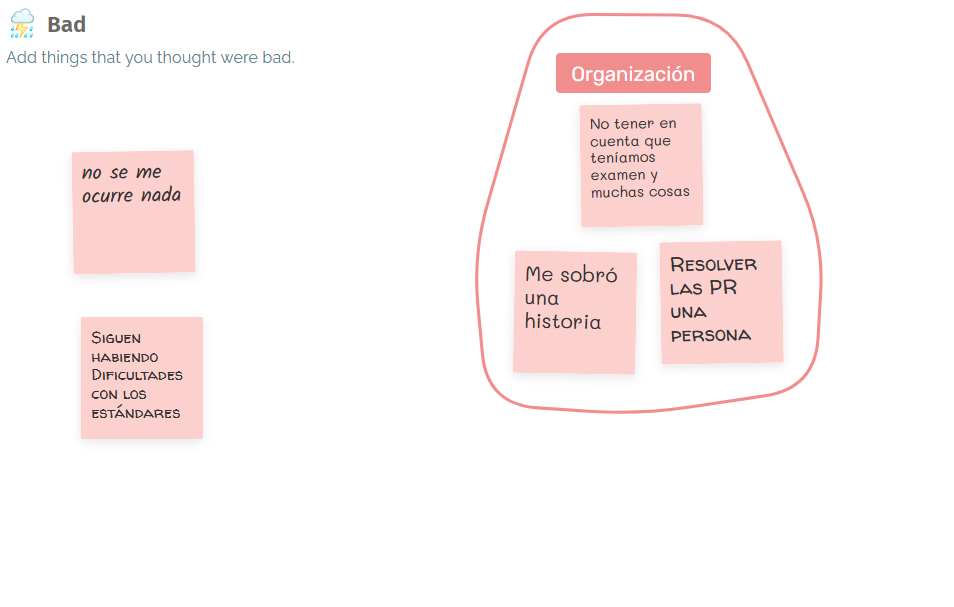 Bad
Add things that you thought were bad.
no se me
ocurre nada
Siguen
habiendo
Dificultades
con los
estándares
Organización
No tener en
cuenta que
teníamos
examen y
muchas cosas
Me sobró
una
historia
Resolver
las PR
una
persona